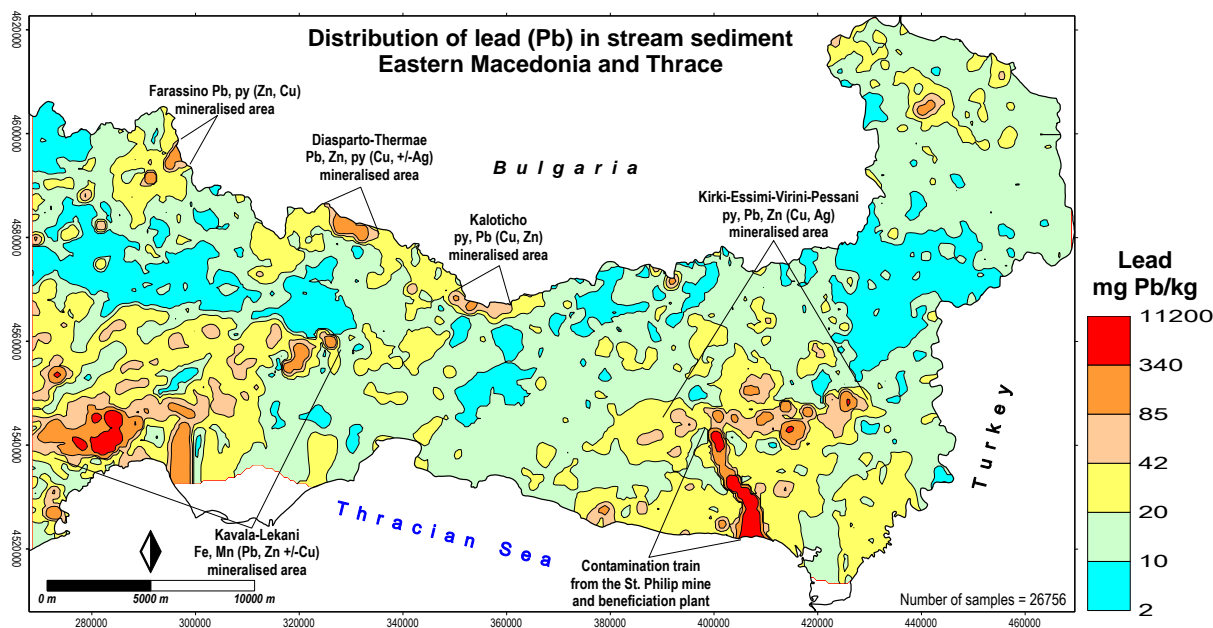 Distribution of lead (Pb) in stream sediment
Eastern Macedonia and Thrace
Farassino Pb, py (Zn, Cu)
mineralised area
Diasparto-Thermae
Pb, Zn, py (Cu, +/-Ag)
mineralised area
Bulgaria
Kaloticho
py, Pb (Cu, Zn)
mineralised area
Kirki-Essimi-Virini-Pessani
py, Pb, Zn (Cu, Ag)
mineralised area
Turkey
Thracian Sea
Kavala-Lekani
Fe, Mn (Pb, Zn +/-Cu)
mineralised area
Contamination train
from the St. Philip mine
and beneficiation plant
Number of samples = 26756
0 m 5000 m 10000 m
Lead
mg Pb/kg
11200
340
85
42
20
10
2
4620000
4600000
4580000
4560000
4540000
4520000
280000 300000 320000 340000 360000 380000 400000 420000 440000 460000